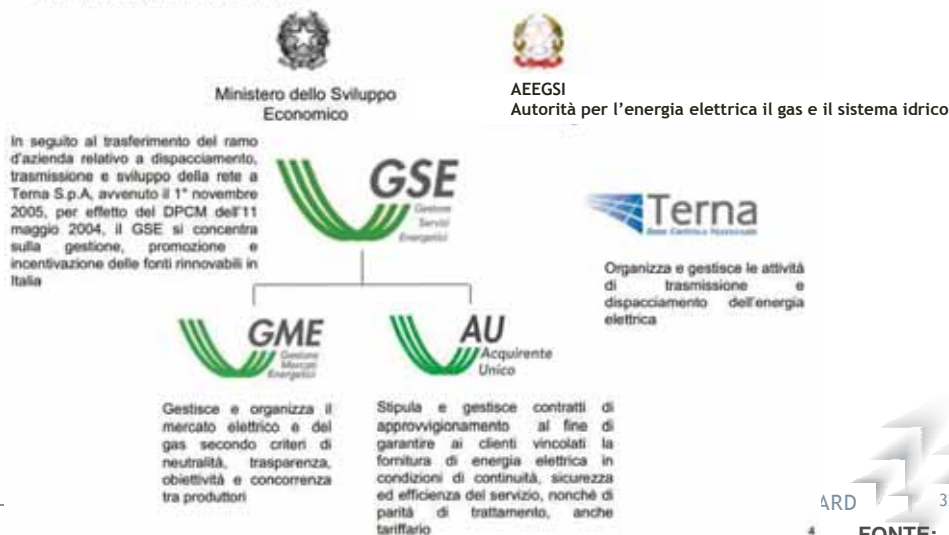 Ministero dello Sviluppo
Economico
AEEGSI
Autorità per l'energia elettrica il gas e il sistema idrico
In seguito al trasferimento del ramo
d'azienda relativo a dispacciamento,
trasmissione e sviluppo della rete a
Terna S.p.A, avvenuto il 1° novembre
2005, per effetto del DPCM dell'11
maggio 2004, il GSE si concentra
sulla gestione, promozione e
incentivazione delle fonti rinnovabili in
Italia
GSE
Gestore
Servizi
Energetici
Terna
Rete Elettrica Nazionale
Organizza e gestisce le attività
di trasmissione e
dispacciamento dell'energia
elettrica
GME
Gestore
Mercati
Energetici
AU
Acquirente
Unico
Gestisce e organizza il
mercato elettrico e del
gas secondo criteri di
neutralità, trasparenza,
obiettività e concorrenza
tra produttori
Stipula e gestisce contratti di
approvvigionamento al fine di
garantire ai clienti vincolati la
fornitura di energia elettrica in
condizioni di continuità, sicurezza
ed efficienza del servizio, nonché di
parità di trattamento, anche
tariffario
ARD 3
4 FONTE: